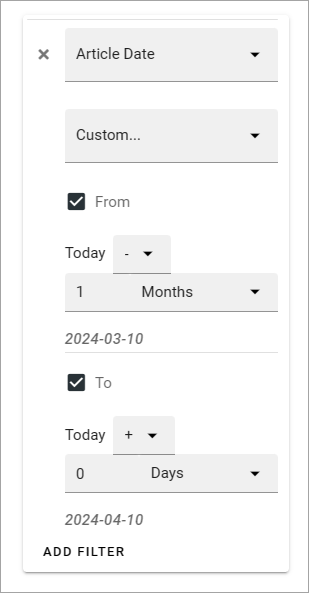 Article Date
Custom...
From
Today -
1 Months
2024-03-10
To
Today +
0 Days
2024-04-10
ADD FILTER